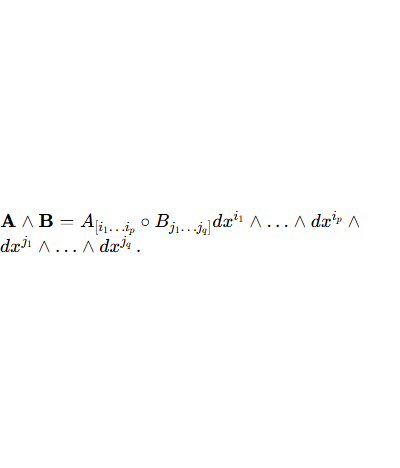 𝐀 ∧ 𝐁 = A_{[i_1…i_p} ∘ B_{j_1…j_q]} dx^{i_1} ∧ … ∧ dx^{i_p} ∧
dx^{j_1} ∧ … ∧ dx^{j_q} .